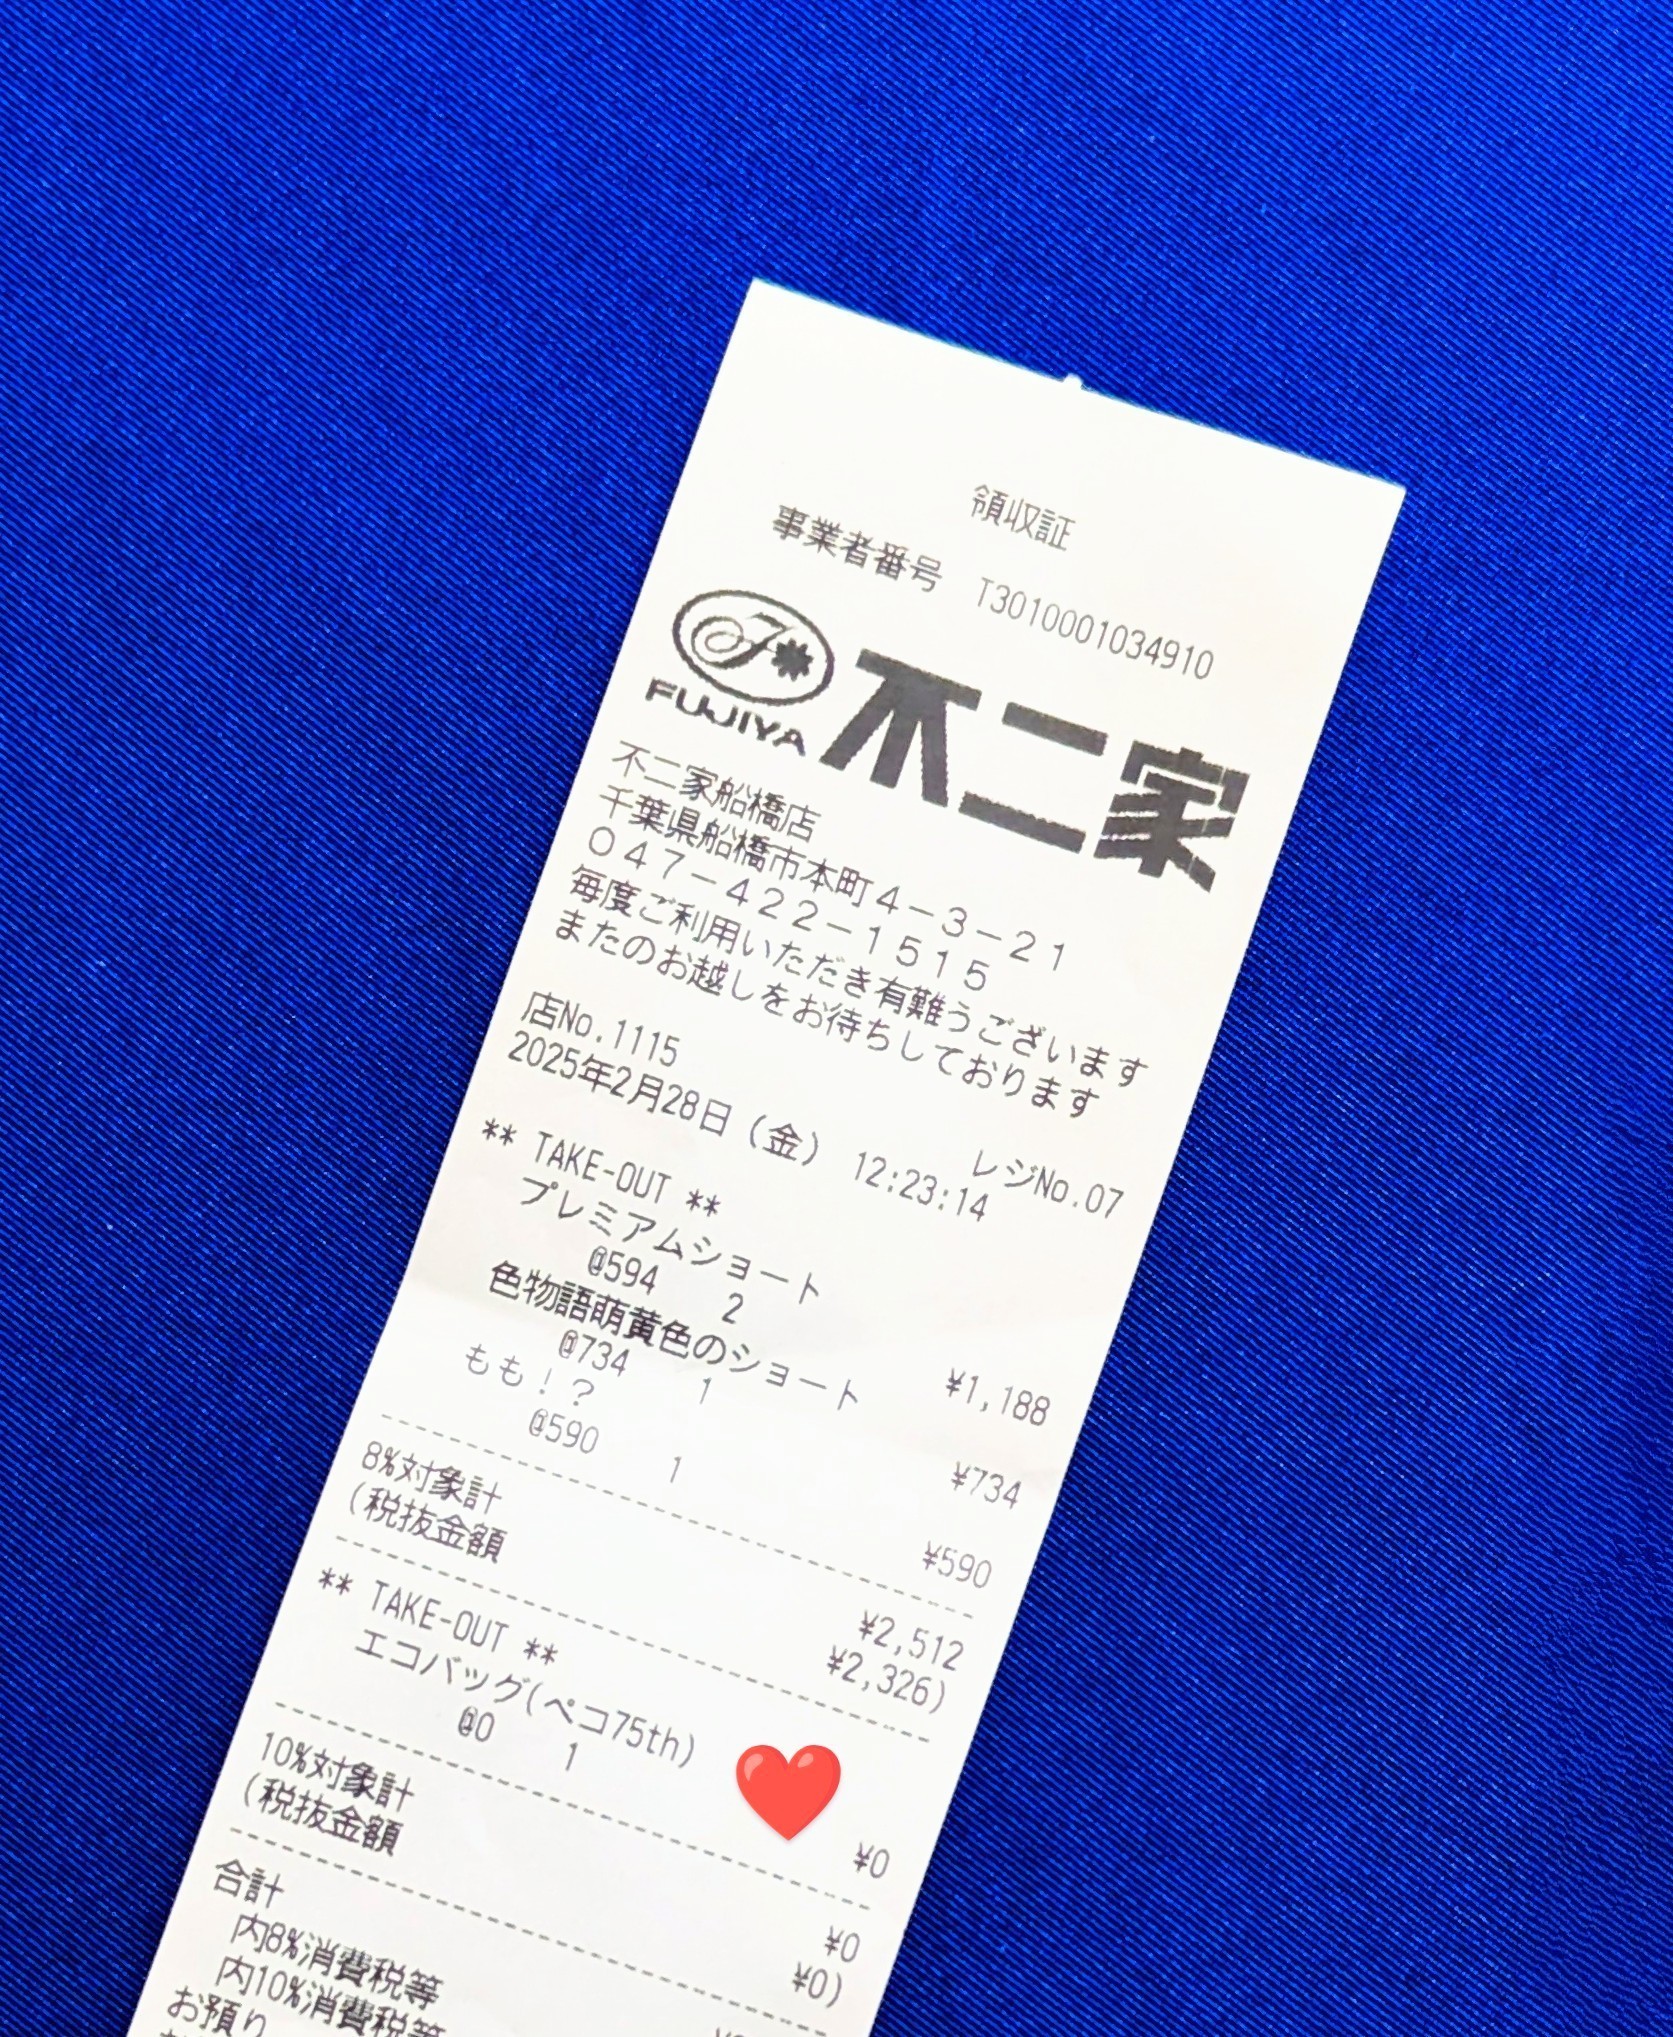 領収証
事業者番号 T3010001034910
FUJIYA 不二家
不二家船橋店
千葉県船橋市本町4-3-21
047-422-1515
毎度ご利用いただき有難うございます
またのお越しをお待ちしております
店No.1115 レジNo.07
2025年2月28日(金) 12:23:14
** TAKE-OUT **
プレミアムショート
@594 2 ¥1,188
色物語萌黄色のショート
@734 1 ¥734
もも!?
@590 1 ¥590
8%対象計 ¥2,512
(税抜金額 ¥2,326)
** TAKE-OUT **
エコバッグ(ペコ75th)
@0 1 ¥0
10%対象計 ¥0
(税抜金額 ¥0)
合計
内8%消費税等
内10%消費税等
お預り